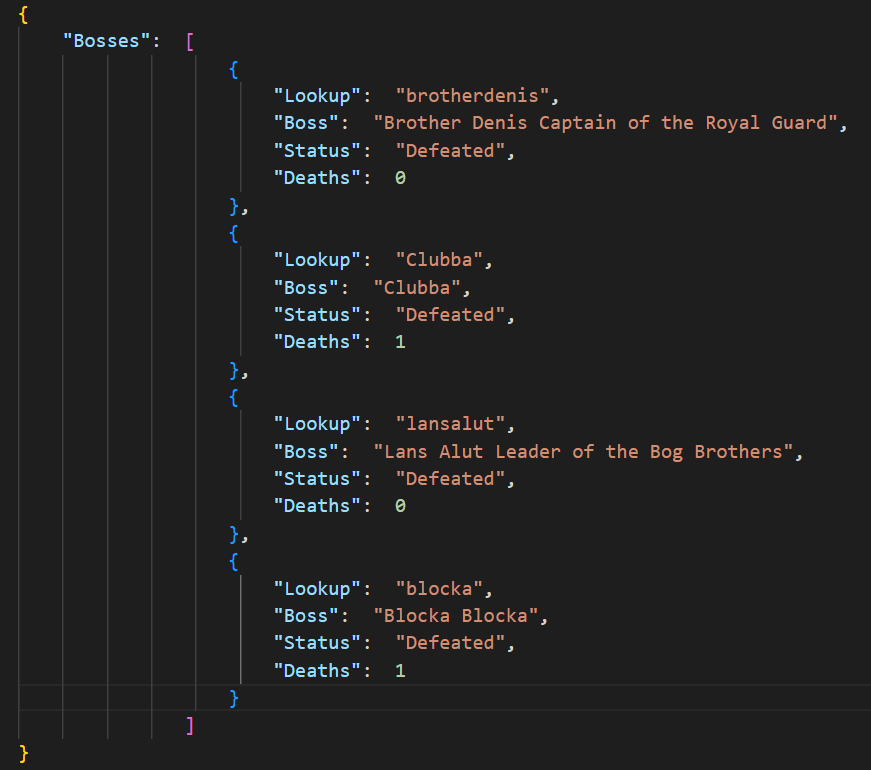 {
"Bosses": [
{
"Lookup": "brotherdenis",
"Boss": "Brother Denis Captain of the Royal Guard",
"Status": "Defeated",
"Deaths": 0
},
{
"Lookup": "Clubba",
"Boss": "Clubba",
"Status": "Defeated",
"Deaths": 1
},
{
"Lookup": "lansalut",
"Boss": "Lans Alut Leader of the Bog Brothers",
"Status": "Defeated",
"Deaths": 0
},
{
"Lookup": "blocka",
"Boss": "Blocka Blocka",
"Status": "Defeated",
"Deaths": 1
}
]
}